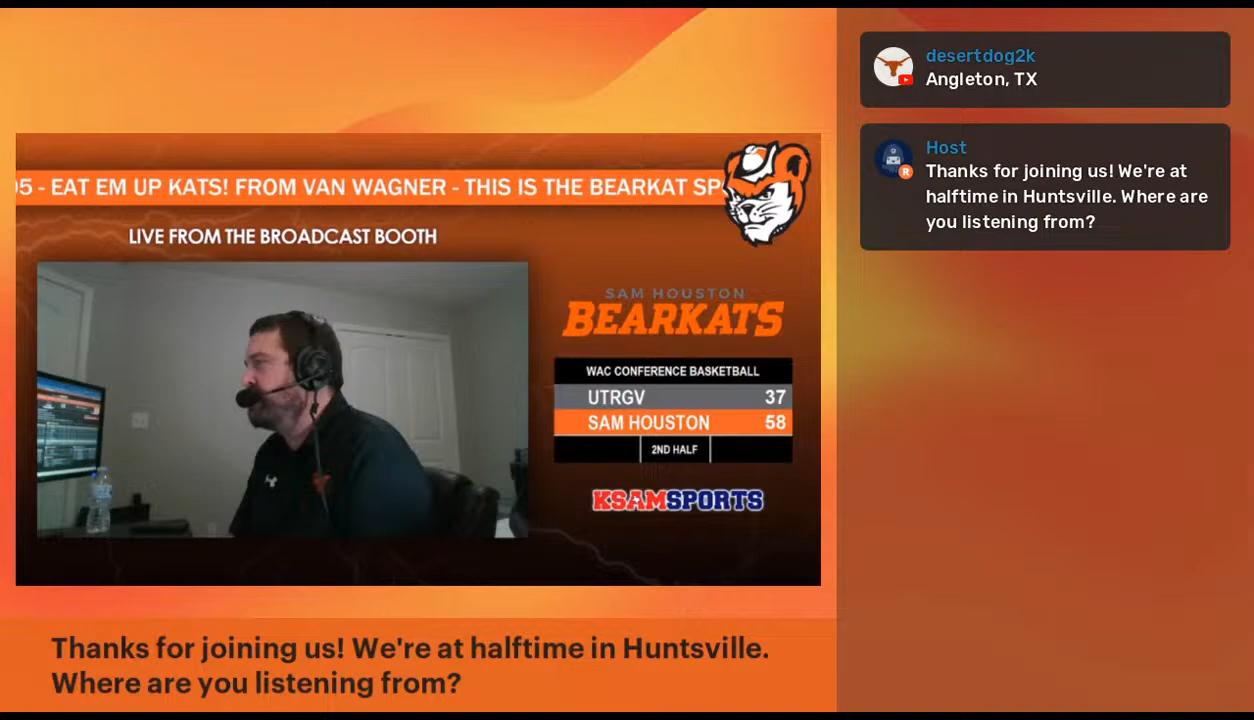 05 - EAT EM UP KATS! FROM VAN WAGNER - THIS IS THE BEARKAT SP
LIVE FROM THE BROADCAST BOOTH
SAM HOUSTON
BEARKATS
WAC CONFERENCE BASKETBALL
UTRGV 37
SAM HOUSTON 58
2ND HALF
KSAMSPORTS
Thanks for joining us! We're at halftime in Huntsville.
Where are you listening from?
desertdog2k
Angleton, TX
Host
R
Thanks for joining us! We're at
halftime in Huntsville. Where are
you listening from?